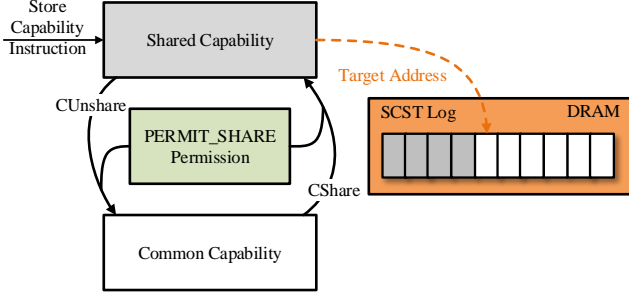 Store
Capability
Instruction
Shared Capability
Target Address
CUnshare
SCST Log
DRAM
PERMIT_SHARE
Permission
CShare
Common Capability